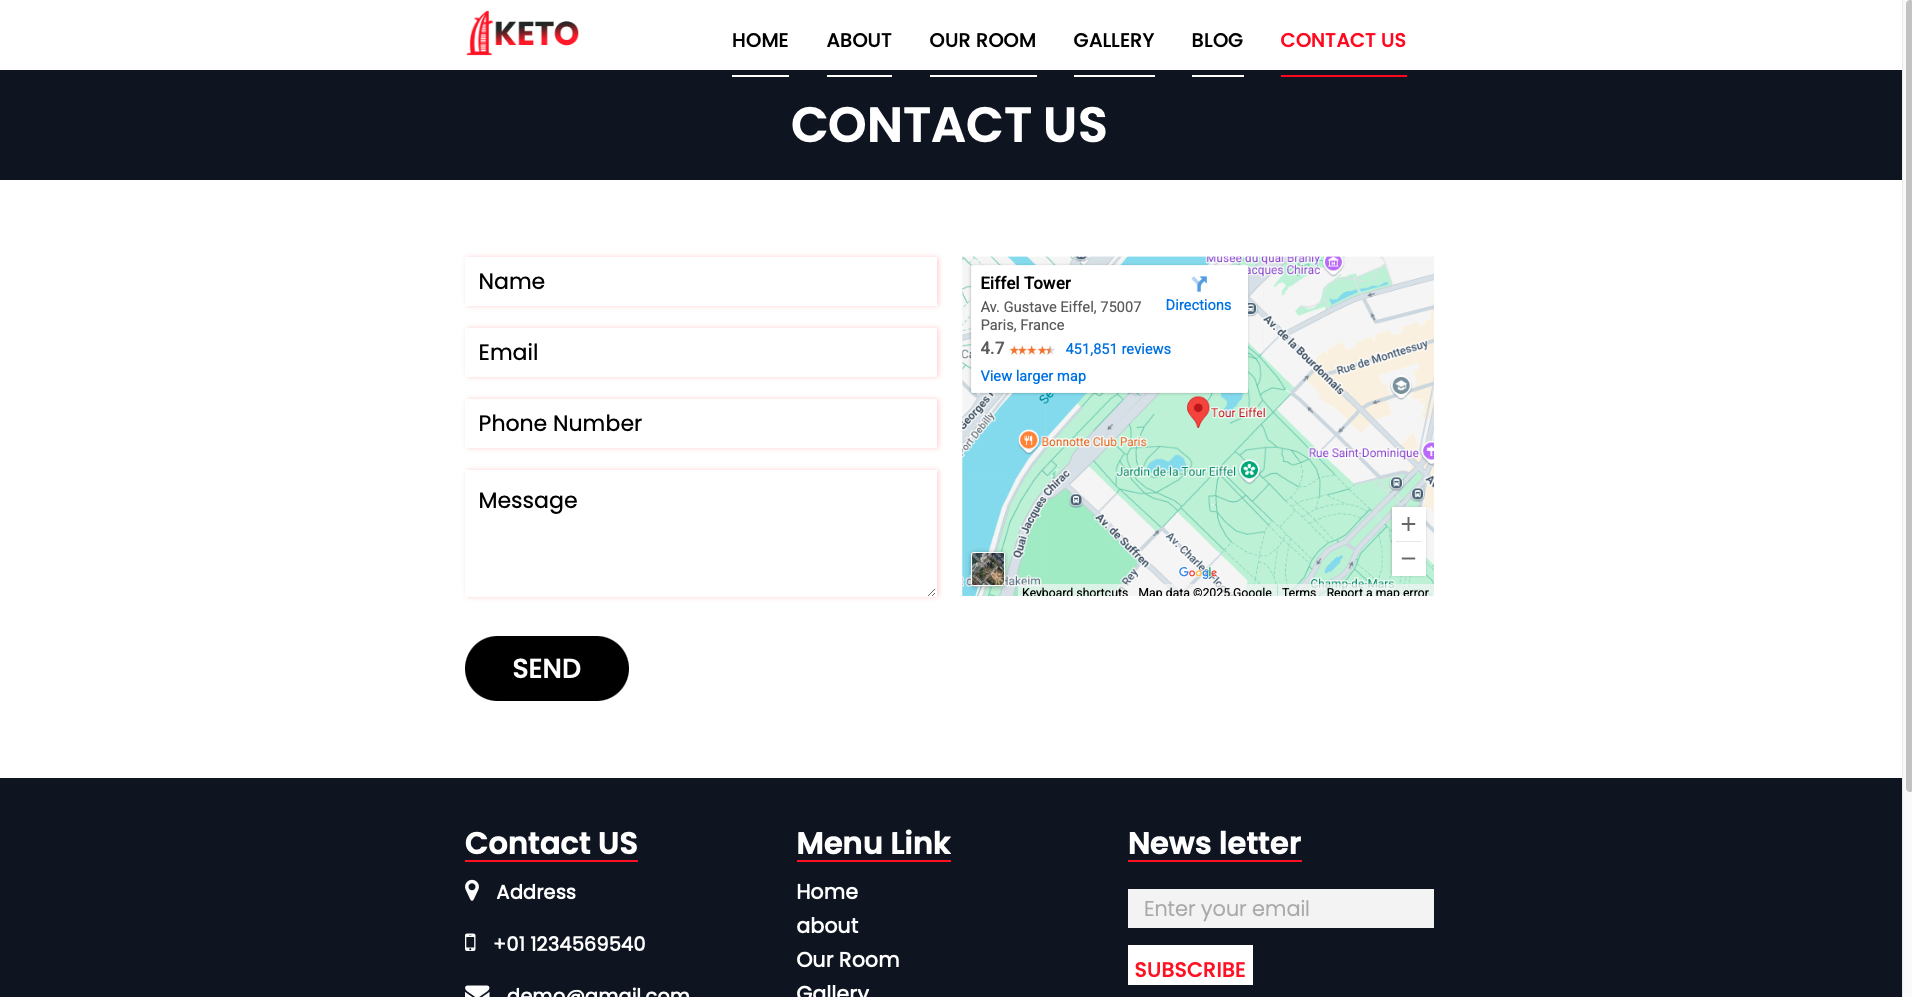 KETO
HOME ABOUT OUR ROOM GALLERY BLOG CONTACT US
CONTACT US
Name
Email
Phone Number
Message
SEND
Eiffel Tower
Av. Gustave Eiffel, 75007
Paris, France
Directions
4.7 451,851 reviews
View larger map
Musée du quai Branly
Jacques Chirac
Av. de la Bourdonnais
Rue de Monttessuy
Tour Eiffel
Bonnotte Club Paris
Rue Saint-Dominique
Jardin de la Tour Eiffel
Quai Jacques Chirac
Av. de Suffren
Champ-de-Mars
Google
Keyboard shortcuts Map data ©2025 Google Terms Report a map error
Contact US
Address
+01 1234569540
demo@gmail.com
Menu Link
Home
about
Our Room
Gallery
News letter
Enter your email
SUBSCRIBE